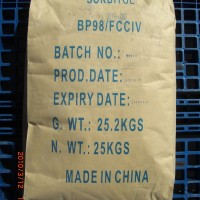 SORBITOL
BP98/FCCIV
BATCH NO.:
PROD.DATE:
EXPIRY DATE:
G. WT: 25.2KGS
N. WT: 25KGS
MADE IN CHINA
2010/3/12